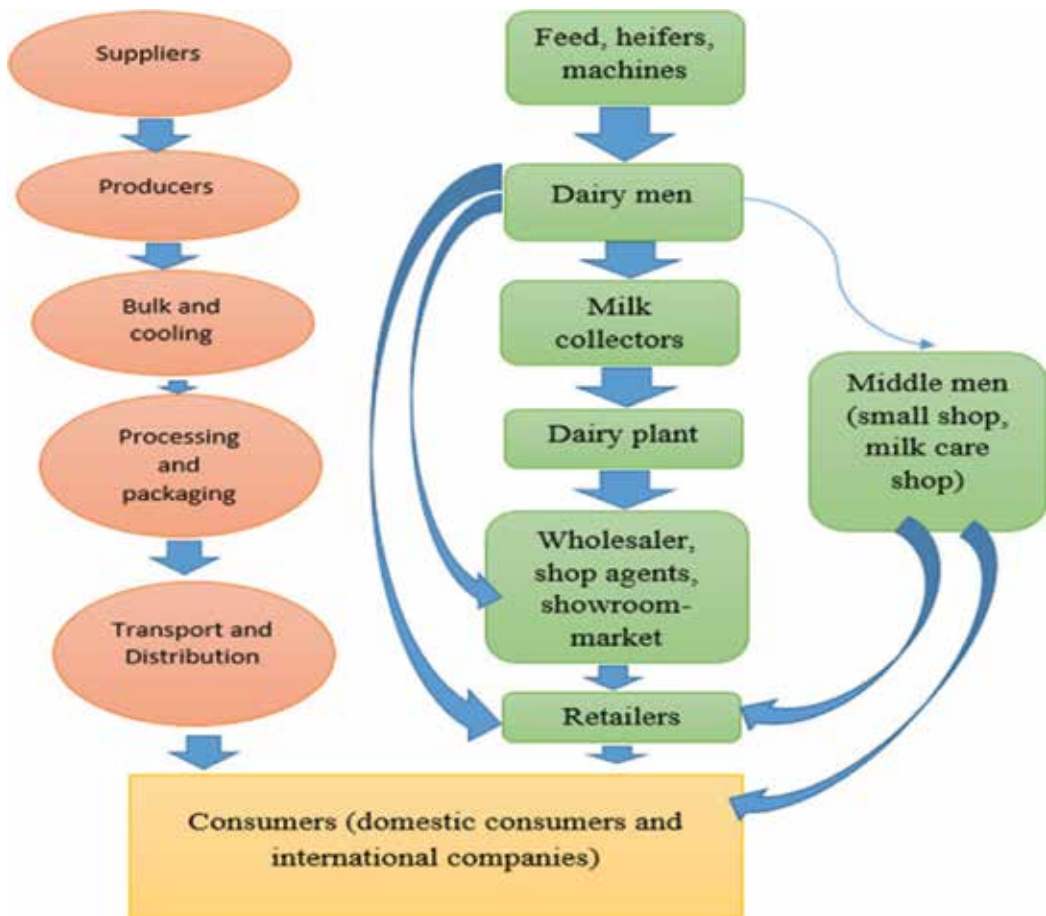 Suppliers
Producers
Bulk and
cooling
Processing
and
packaging
Transport and
Distribution
Feed, heifers,
machines
Dairy men
Milk
collectors
Dairy plant
Wholesaler,
shop agents,
showroom-
market
Retailers
Middle men
(small shop,
milk care
shop)
Consumers (domestic consumers and
international companies)